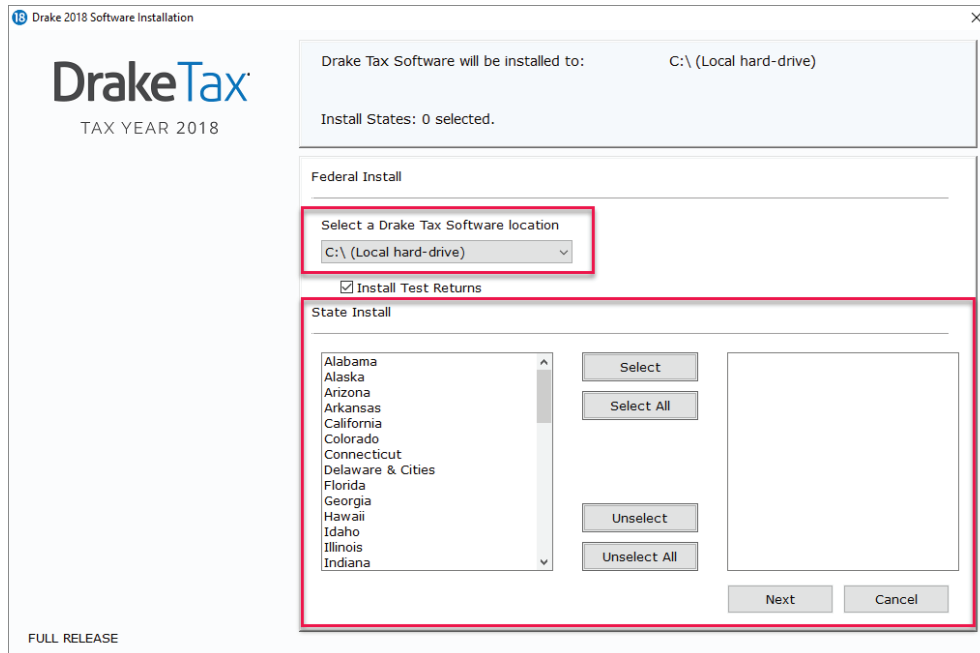 18 Drake 2018 Software Installation
DrakeTax
TAX YEAR 2018
Drake Tax Software will be installed to: C:\ (Local hard-drive)
Install States: 0 selected.
Federal Install
Select a Drake Tax Software location
C:\ (Local hard-drive)
Install Test Returns
State Install
Alabama
Alaska
Arizona
Arkansas
California
Colorado
Connecticut
Delaware & Cities
Florida
Georgia
Hawaii
Idaho
Illinois
Indiana
Select
Select All
Unselect
Unselect All
Next
Cancel
FULL RELEASE